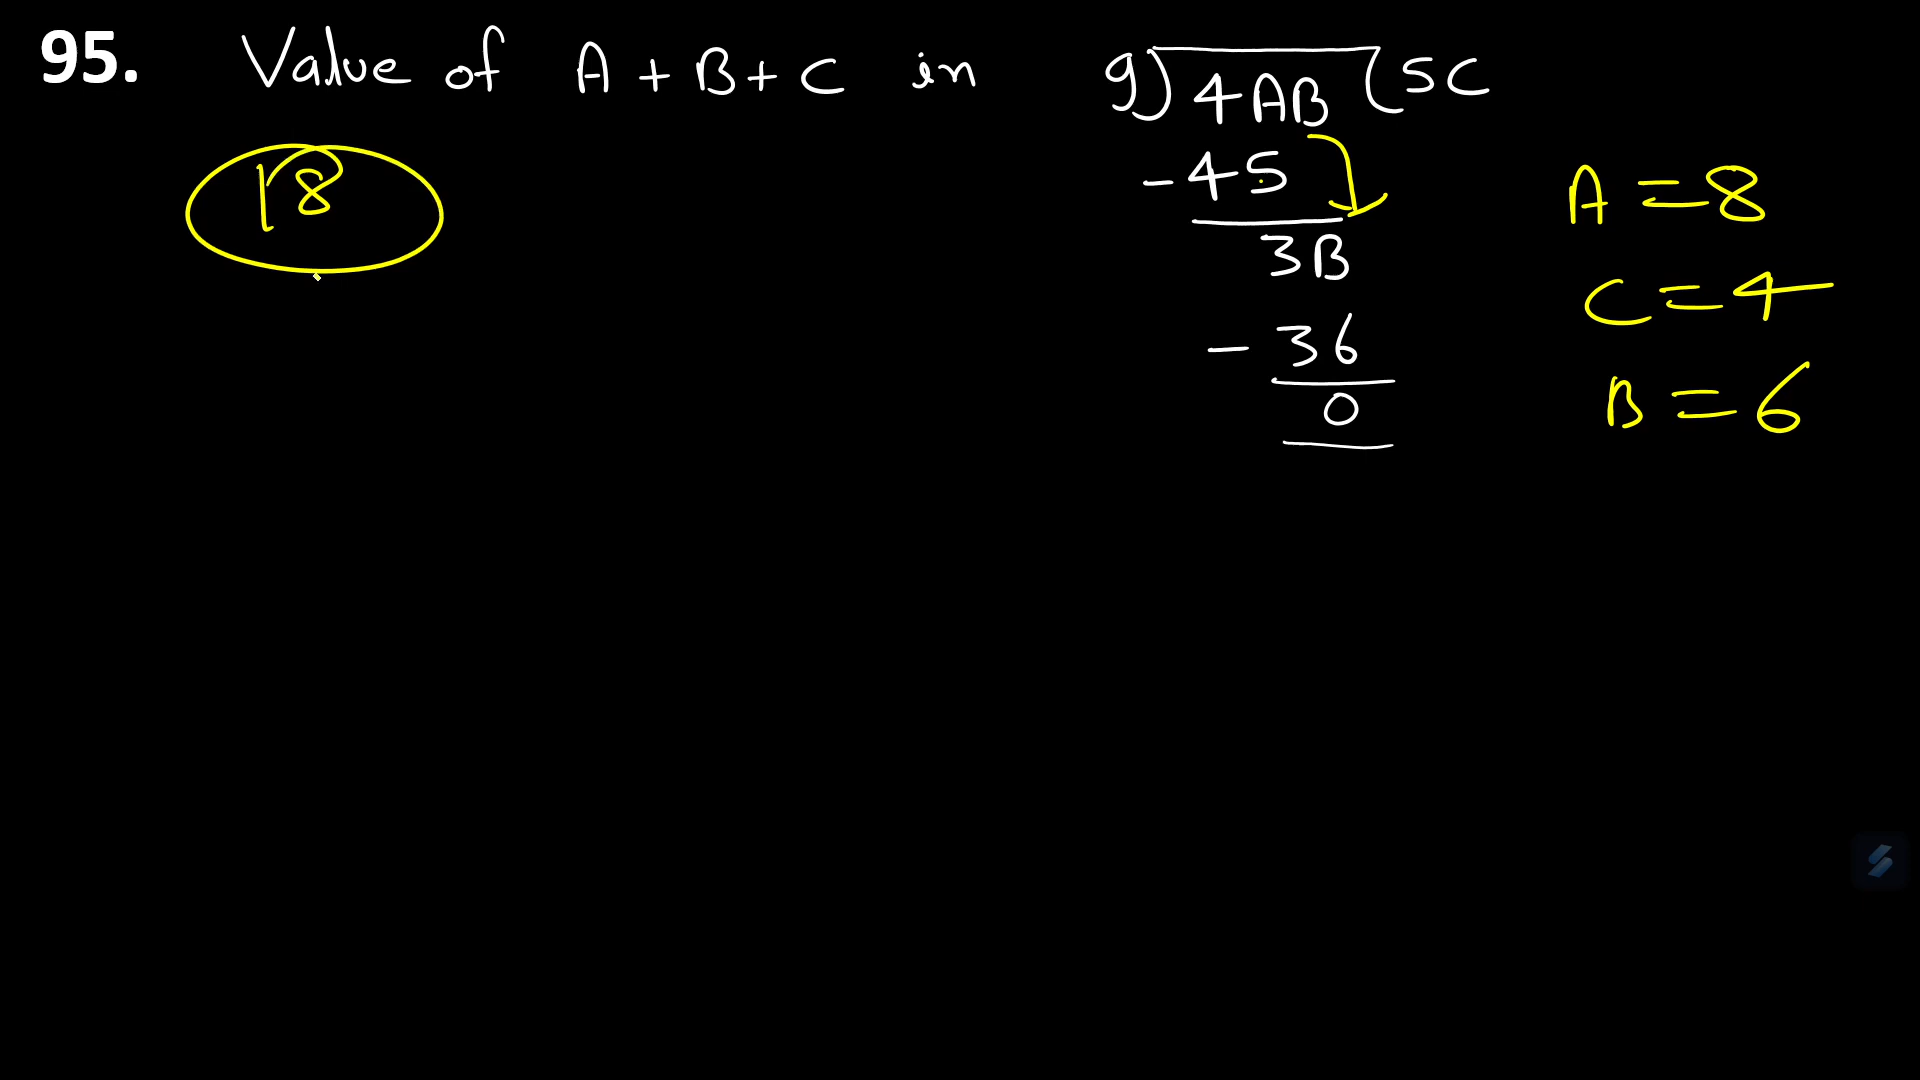 95. Value of A + B + C in 9) 4AB (5C
18
- 45
3B
- 36
0
A = 8
C = 4
B = 6